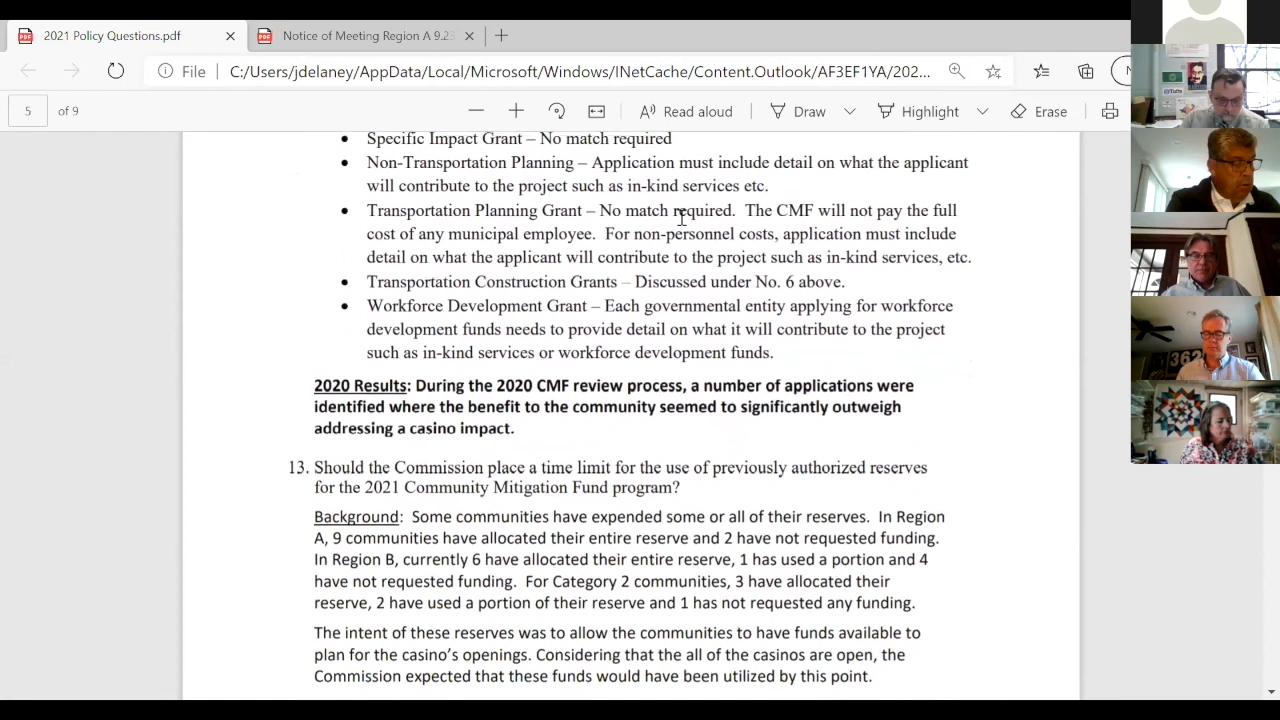 2021 Policy Questions.pdf
Notice of Meeting Region A 9.23
File
C:/Users/jdelaney/AppData/Local/Microsoft/Windows/INetCache/Content.Outlook/AF3EF1YA/202...
5 of 9
Read aloud
Draw
Highlight
Erase
• Specific Impact Grant – No match required
• Non-Transportation Planning – Application must include detail on what the applicant
will contribute to the project such as in-kind services etc.
• Transportation Planning Grant – No match required. The CMF will not pay the full
cost of any municipal employee. For non-personnel costs, application must include
detail on what the applicant will contribute to the project such as in-kind services, etc.
• Transportation Construction Grants – Discussed under No. 6 above.
• Workforce Development Grant – Each governmental entity applying for workforce
development funds needs to provide detail on what it will contribute to the project
such as in-kind services or workforce development funds.
2020 Results: During the 2020 CMF review process, a number of applications were
identified where the benefit to the community seemed to significantly outweigh
addressing a casino impact.
13. Should the Commission place a time limit for the use of previously authorized reserves
for the 2021 Community Mitigation Fund program?
Background: Some communities have expended some or all of their reserves. In Region
A, 9 communities have allocated their entire reserve and 2 have not requested funding.
In Region B, currently 6 have allocated their entire reserve, 1 has used a portion and 4
have not requested funding. For Category 2 communities, 3 have allocated their
reserve, 2 have used a portion of their reserve and 1 has not requested any funding.
The intent of these reserves was to allow the communities to have funds available to
plan for the casino's openings. Considering that the all of the casinos are open, the
Commission expected that these funds would have been utilized by this point.
Tufts